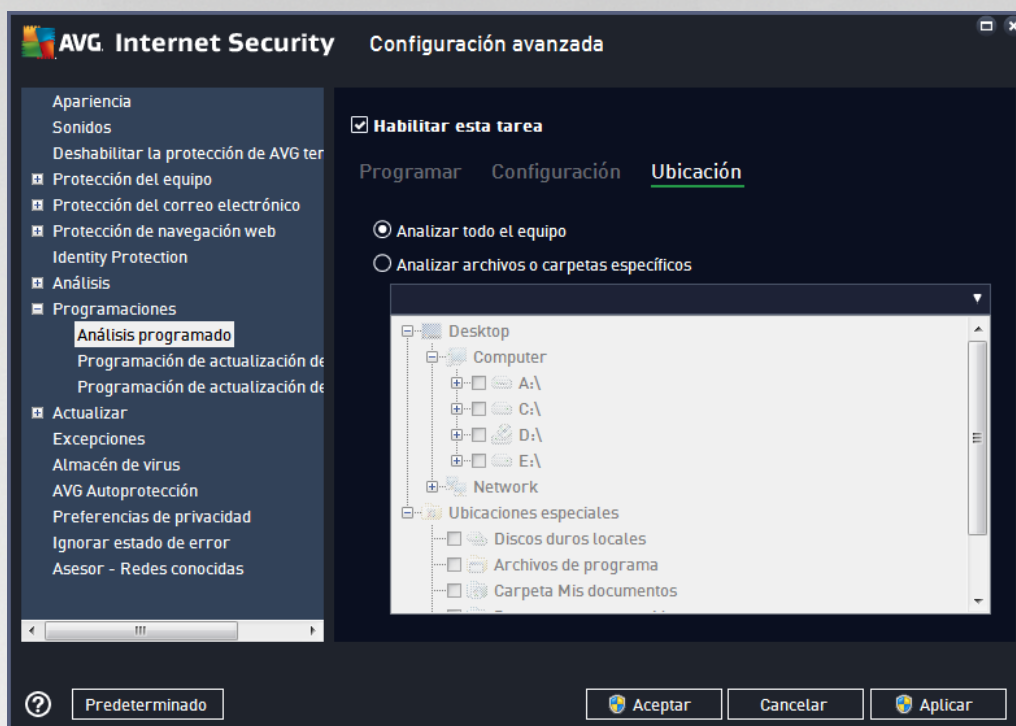 AVG. Internet Security
Configuración avanzada
Apariencia
Sonidos
Deshabilitar la protección de AVG ter
Protección del equipo
Protección del correo electrónico
Protección de navegación web
Identity Protection
Análisis
Programaciones
Análisis programado
Programación de actualización de
Programación de actualización de
Actualizar
Excepciones
Almacén de virus
AVG Autoprotección
Preferencias de privacidad
Ignorar estado de error
Asesor - Redes conocidas
Habilitar esta tarea
Programar Configuración Ubicación
Analizar todo el equipo
Analizar archivos o carpetas específicos
Desktop
Computer
A:\
C:\
D:\
E:\
Network
Ubicaciones especiales
Discos duros locales
Archivos de programa
Carpeta Mis documentos
? Predeterminado Aceptar Cancelar Aplicar